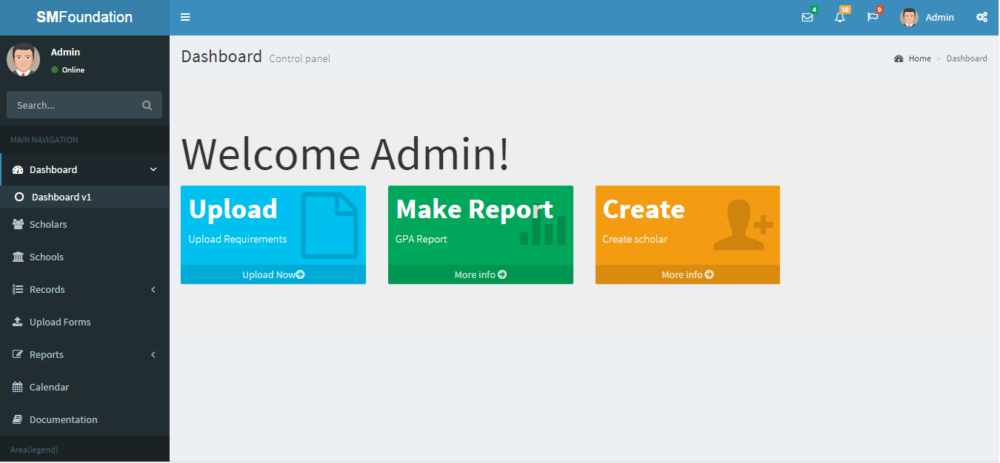 SMFoundation
4
10
9
Admin
Admin
Online
Search...
MAIN NAVIGATION
Dashboard
Dashboard v1
Scholars
Schools
Records
Upload Forms
Reports
Calendar
Documentation
Area(legend)
Dashboard Control panel
Home > Dashboard
Welcome Admin!
Upload
Upload Requirements
Upload Now
Make Report
GPA Report
More info
Create
Create scholar
More info